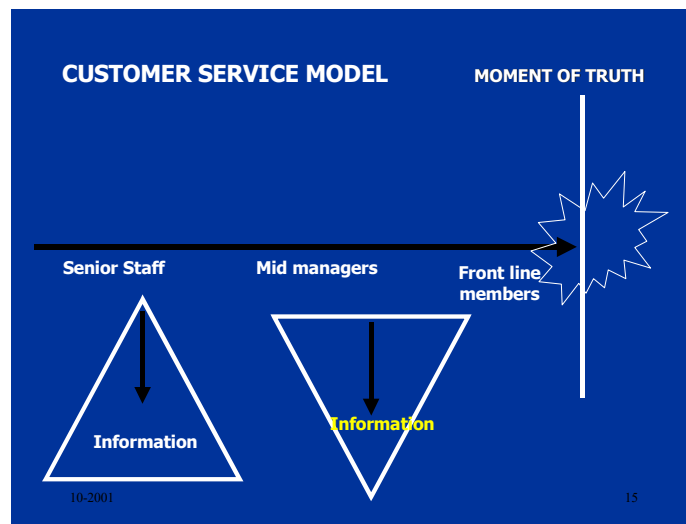 CUSTOMER SERVICE MODEL
MOMENT OF TRUTH
Senior Staff
Mid managers
Front line
members
Information
Information
10-2001
15